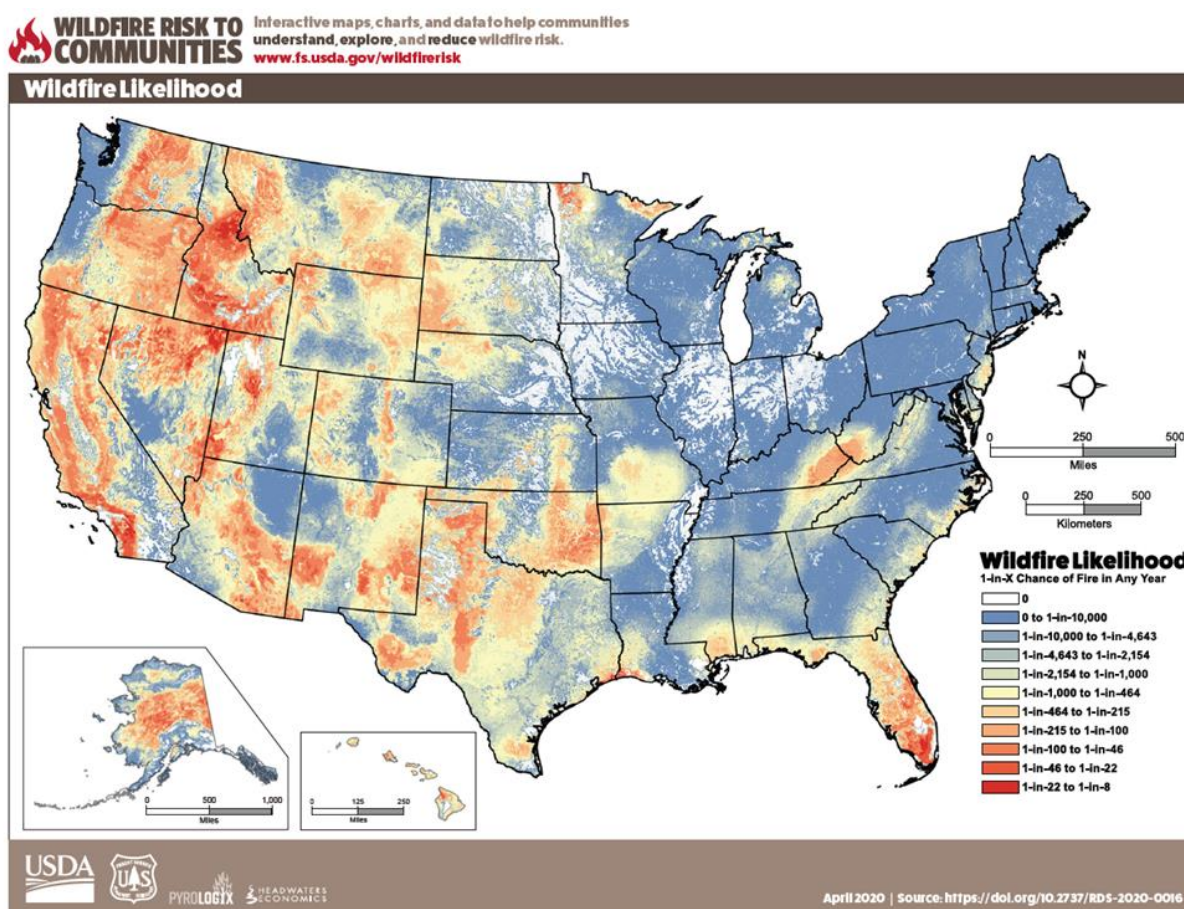 WILDFIRE RISK TO
COMMUNITIES
Interactive maps, charts, and data to help communities
understand, explore, and reduce wildfire risk.
www.fs.usda.gov/wildfirerisk
Wildfire Likelihood
N
0 250 500
Miles
0 250 500
Kilometers
Wildfire Likelihood
1-in-X Chance of Fire in Any Year
0
0 to 1-in-10,000
1-in-10,000 to 1-in-4,643
1-in-4,643 to 1-in-2,154
1-in-2,154 to 1-in-1,000
1-in-1,000 to 1-in-464
1-in-464 to 1-in-215
1-in-215 to 1-in-100
1-in-100 to 1-in-46
1-in-46 to 1-in-22
1-in-22 to 1-in-8
0 500 1,000
Miles
0 125 250
Miles
USDA
FOREST SERVICE
U S
PYROLOGIX
HEADWATERS
ECONOMICS
April 2020 | Source: https://doi.org/10.2737/RDS-2020-0016